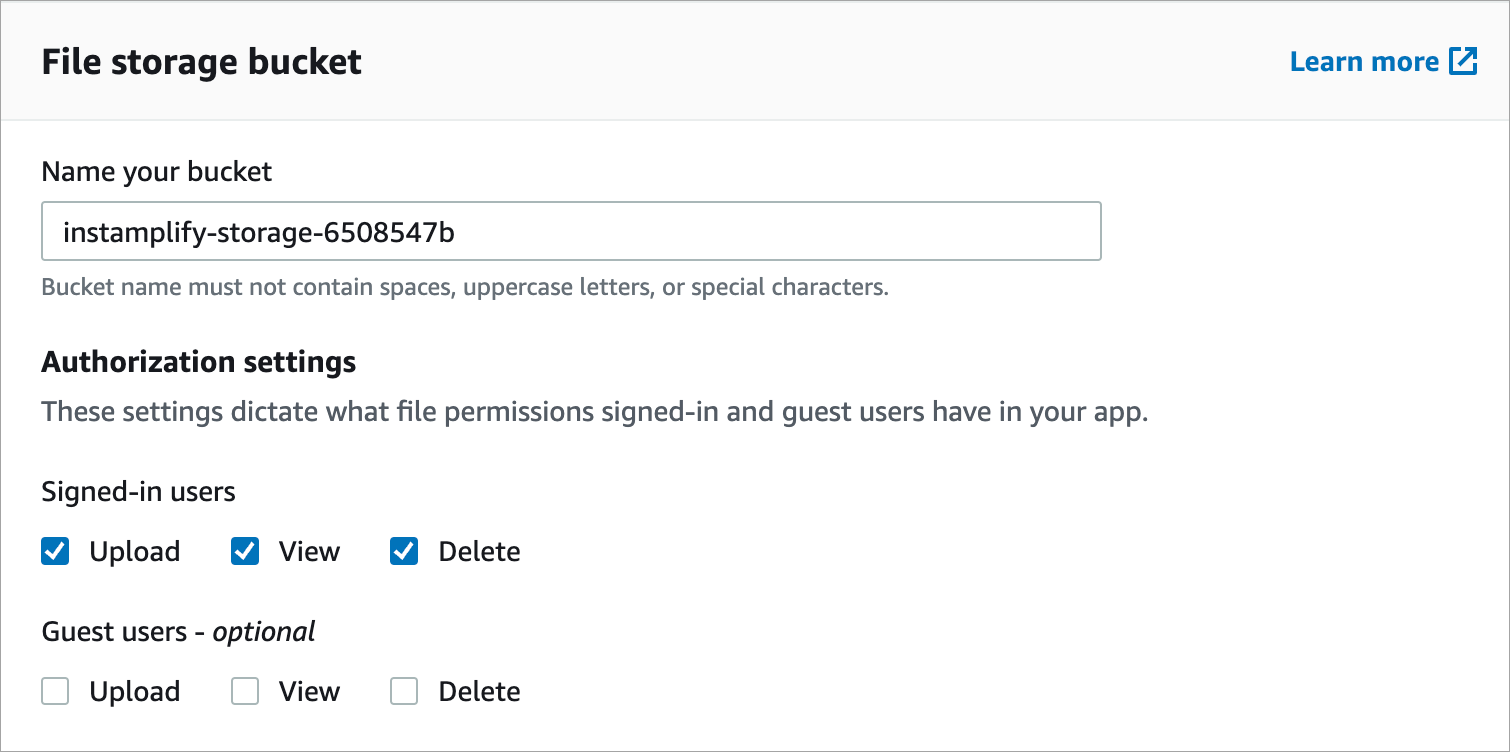 File storage bucket
Learn more
Name your bucket
instamplify-storage-6508547b
Bucket name must not contain spaces, uppercase letters, or special characters.
Authorization settings
These settings dictate what file permissions signed-in and guest users have in your app.
Signed-in users
Upload View Delete
Guest users - optional
Upload View Delete